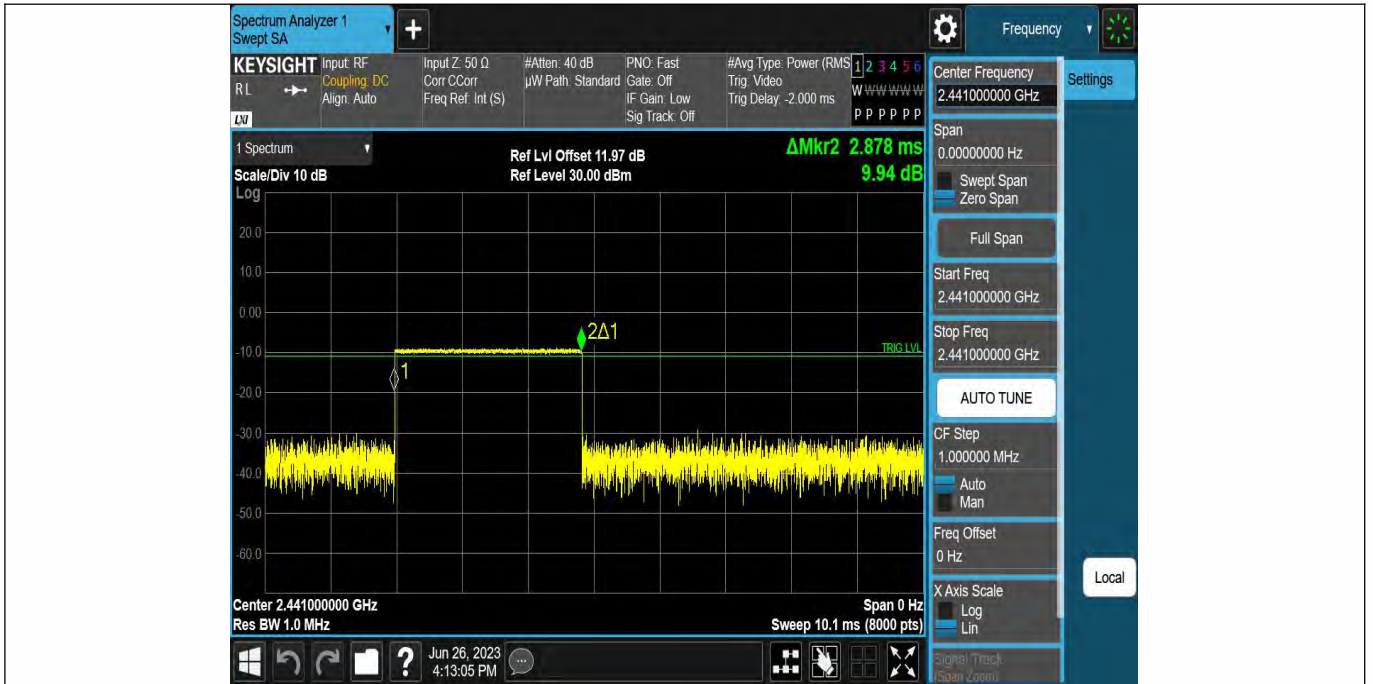 Spectrum Analyzer 1
Swept SA
+
Frequency
KEYSIGHT
RL
LXI
Input: RF
Coupling: DC
Align: Auto
Input Z: 50 Ω
Corr CCorr
Freq Ref: Int (S)
#Atten: 40 dB
µW Path: Standard
PNO: Fast
Gate: Off
IF Gain: Low
Sig Track: Off
#Avg Type: Power (RMS
Trig: Video
Trig Delay: -2.000 ms
1 2 3 4 5 6
W W W W W W
P P P P P P
1 Spectrum
Scale/Div 10 dB
Log
Ref Lvl Offset 11.97 dB
Ref Level 30.00 dBm
ΔMkr2 2.878 ms
9.94 dB
20.0
10.0
0.00
-10.0
-20.0
-30.0
-40.0
-50.0
-60.0
2Δ1
1
TRIG LVL
Center 2.441000000 GHz
Res BW 1.0 MHz
Span 0 Hz
Sweep 10.1 ms (8000 pts)
?
Jun 26, 2023
4:13:05 PM
Center Frequency
2.441000000 GHz
Settings
Span
0.00000000 Hz
Swept Span
Zero Span
Full Span
Start Freq
2.441000000 GHz
Stop Freq
2.441000000 GHz
AUTO TUNE
CF Step
1.000000 MHz
Auto
Man
Freq Offset
0 Hz
X Axis Scale
Log
Lin
Signal Track
(Span Zoom)
Local